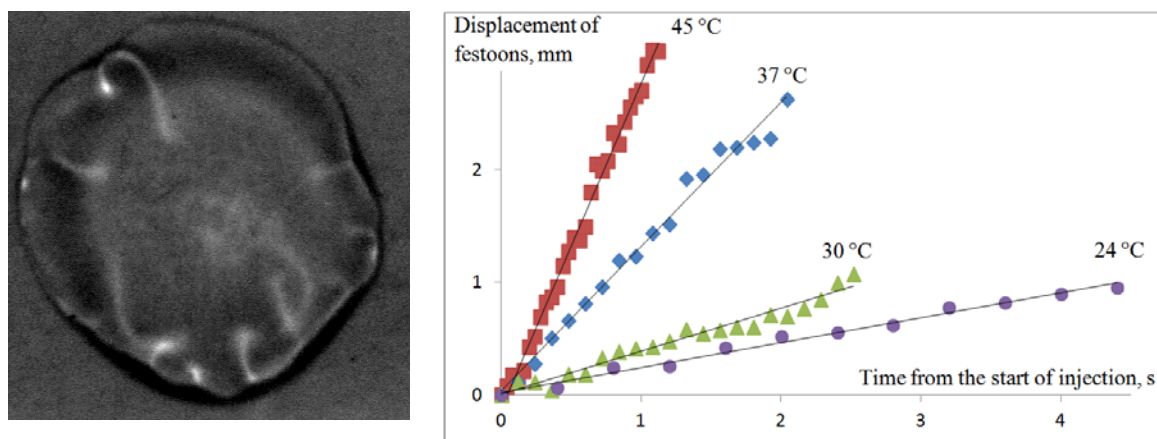 Displacement of
festoons, mm
45 °C
37 °C
30 °C
24 °C
2
1
0
Time from the start of injection, s
0
1
2
3
4